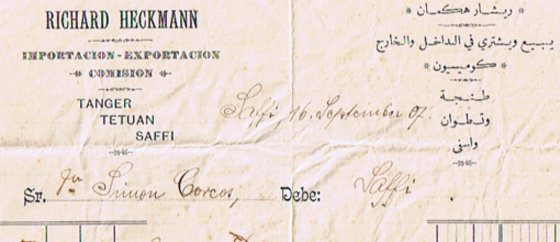 RICHARD HECKMANN
IMPORTACION-EXPORTACION
COMISION
TANGER
TETUAN
SAFFI
* ريشار هكمان *
يبيع ويشتري في الداخل والخارج
* كوميسيون *
طنجة
وتطوان
واسفي
Saffi, 16. September 07.
Sr. Simon Corcos, Debe: Saffi